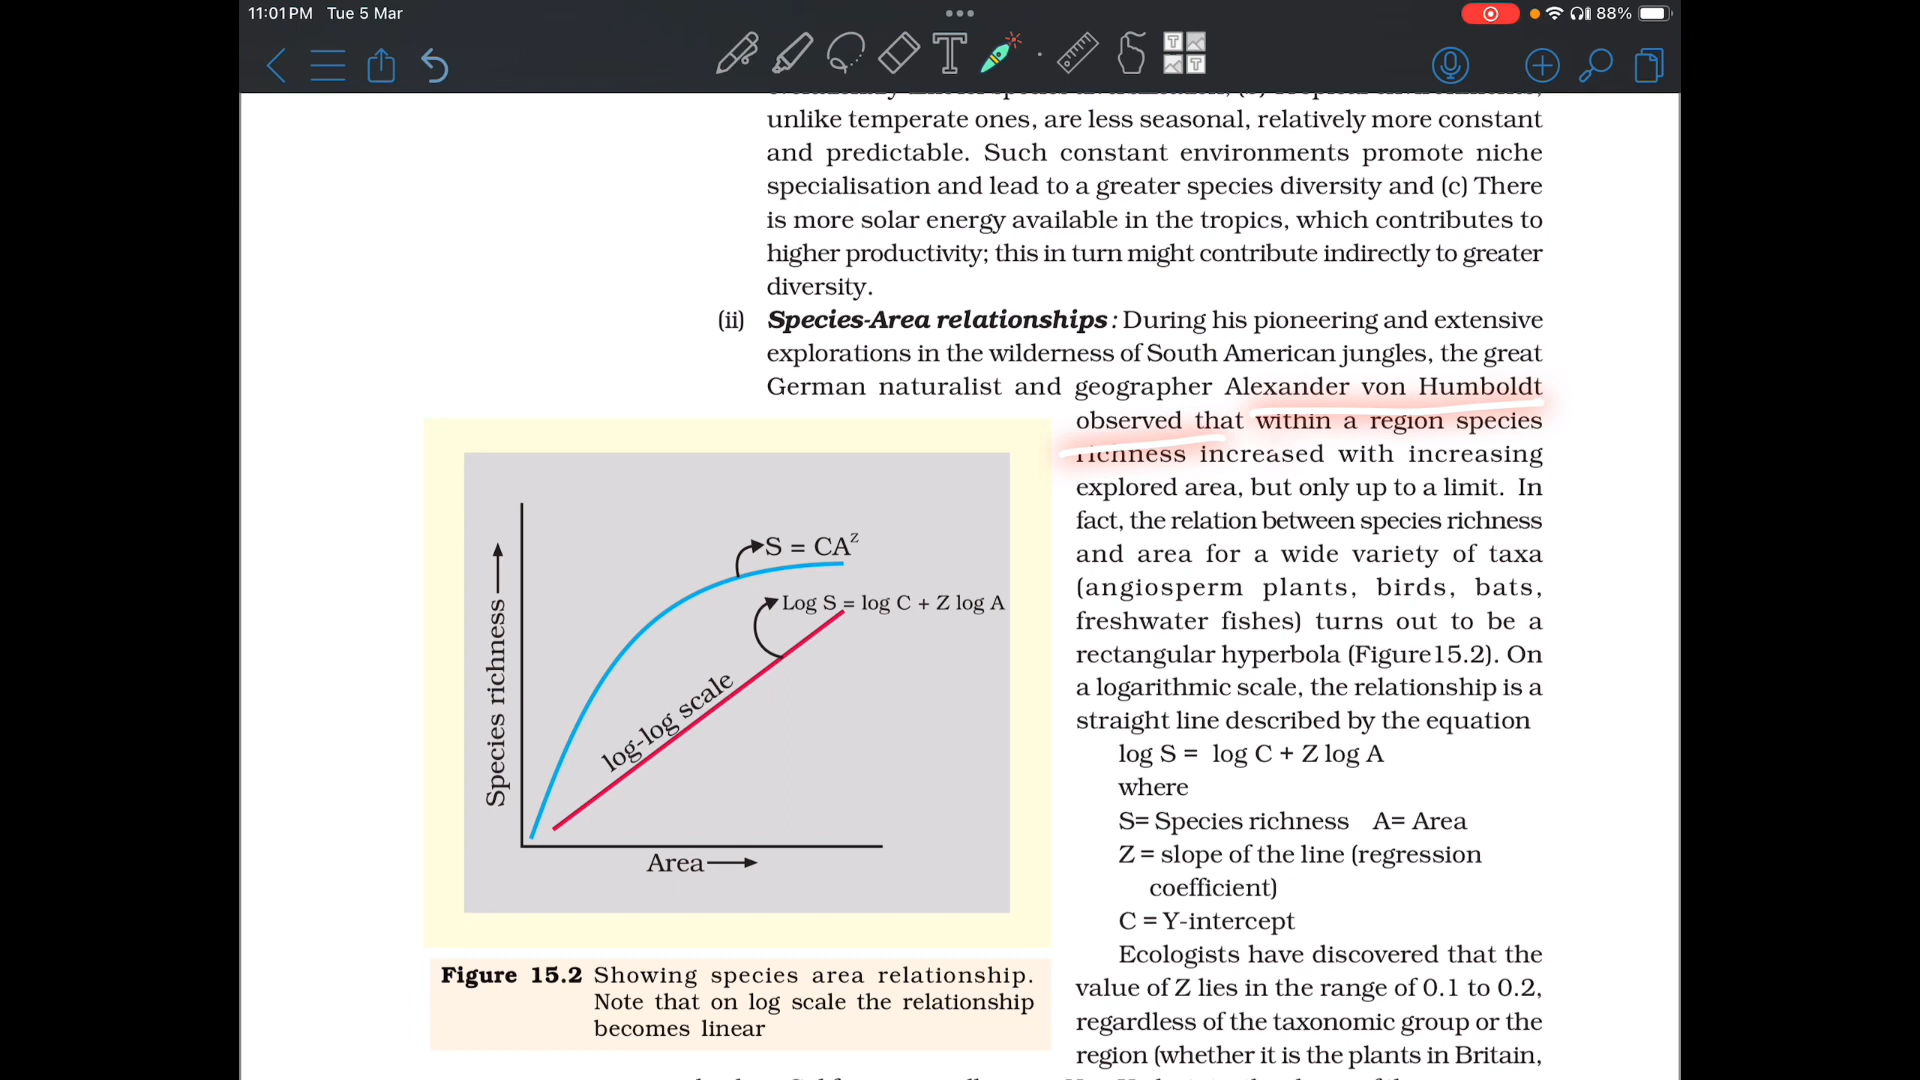 11:01 PM Tue 5 Mar
88%
unlike temperate ones, are less seasonal, relatively more constant
and predictable. Such constant environments promote niche
specialisation and lead to a greater species diversity and (c) There
is more solar energy available in the tropics, which contributes to
higher productivity; this in turn might contribute indirectly to greater
diversity.
(ii) Species-Area relationships: During his pioneering and extensive
explorations in the wilderness of South American jungles, the great
German naturalist and geographer Alexander von Humboldt
observed that within a region species
richness increased with increasing
explored area, but only up to a limit. In
fact, the relation between species richness
and area for a wide variety of taxa
(angiosperm plants, birds, bats,
freshwater fishes) turns out to be a
rectangular hyperbola (Figure15.2). On
a logarithmic scale, the relationship is a
straight line described by the equation
log S = log C + Z log A
where
S= Species richness A= Area
Z = slope of the line (regression
coefficient)
C = Y-intercept
Ecologists have discovered that the
value of Z lies in the range of 0.1 to 0.2,
regardless of the taxonomic group or the
region (whether it is the plants in Britain,
Species richness
S = CA^Z
Log S = log C + Z log A
log-log scale
Area
Figure 15.2 Showing species area relationship.
Note that on log scale the relationship
becomes linear